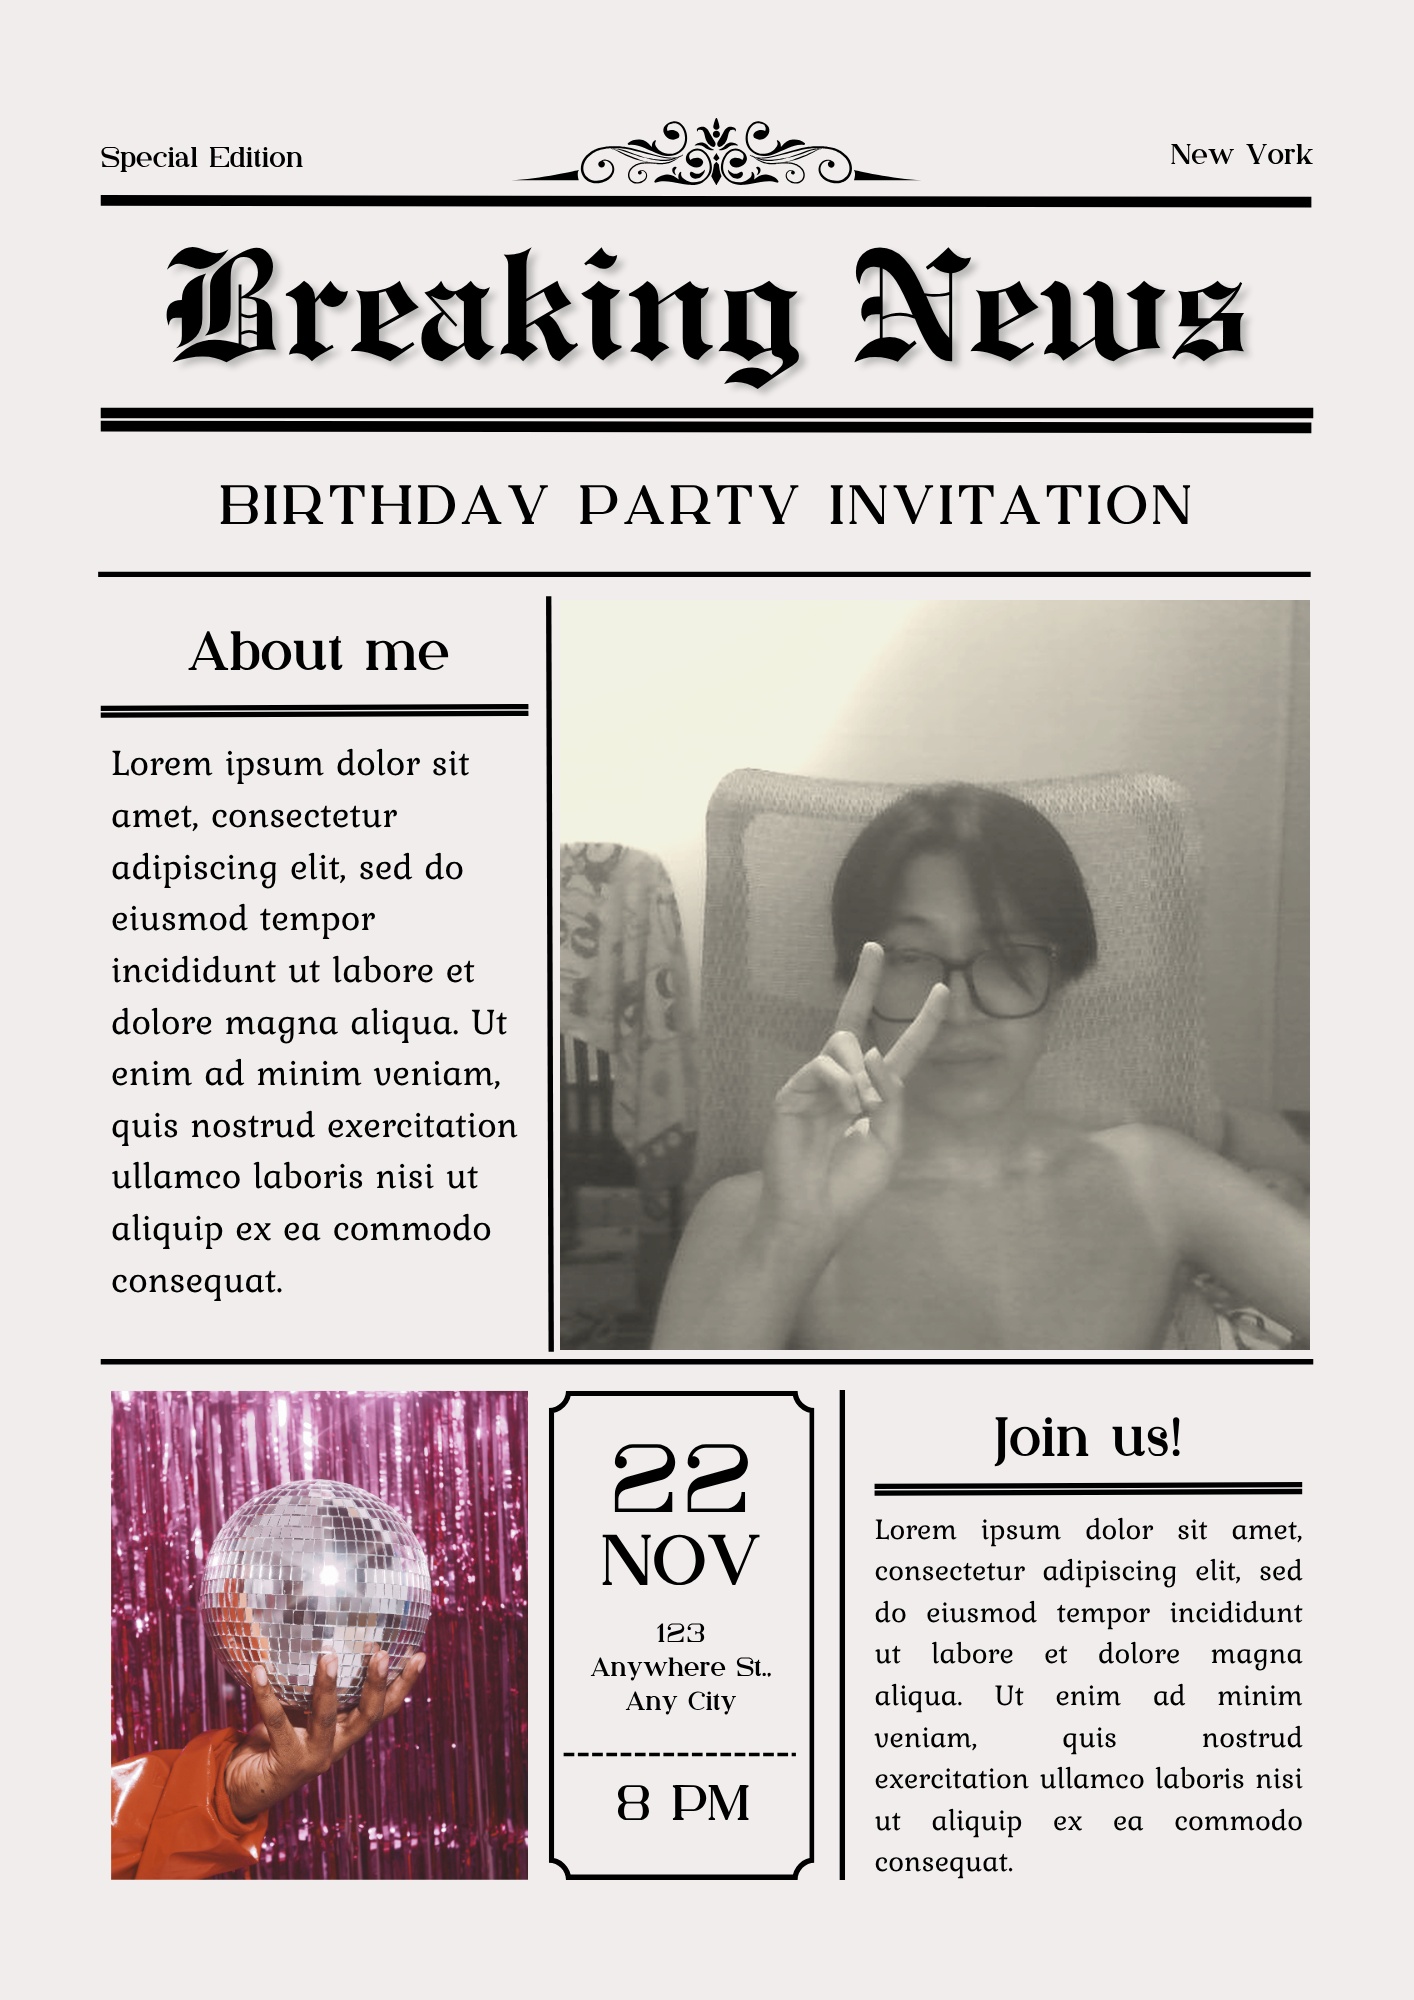 Special Edition
New York
Breaking News
BIRTHDAY PARTY INVITATION
About me
Lorem ipsum dolor sit
amet, consectetur
adipiscing elit, sed do
eiusmod tempor
incididunt ut labore et
dolore magna aliqua. Ut
enim ad minim veniam,
quis nostrud exercitation
ullamco laboris nisi ut
aliquip ex ea commodo
consequat.
22
NOV
123
Anywhere St.,
Any City
8 PM
Join us!
Lorem ipsum dolor sit amet,
consectetur adipiscing elit, sed
do eiusmod tempor incididunt
ut labore et dolore magna
aliqua. Ut enim ad minim
veniam, quis nostrud
exercitation ullamco laboris nisi
ut aliquip ex ea commodo
consequat.